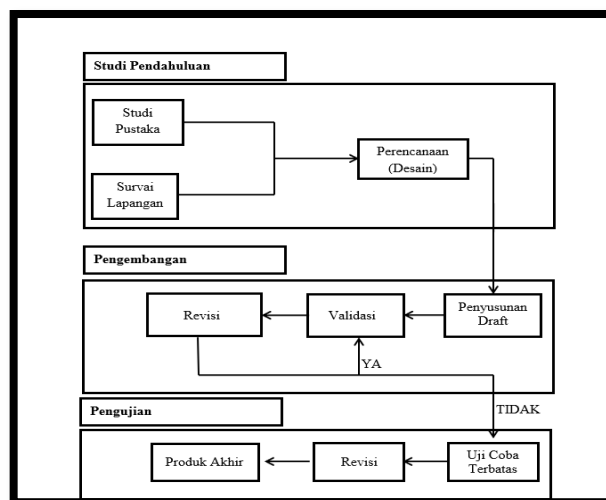 Studi Pendahuluan
Studi
Pustaka
Survai
Lapangan
Perencanaan
(Desain)
Pengembangan
Revisi
Validasi
Penyusunan
Draft
YA
TIDAK
Pengujian
Produk Akhir
Revisi
Uji Coba
Terbatas